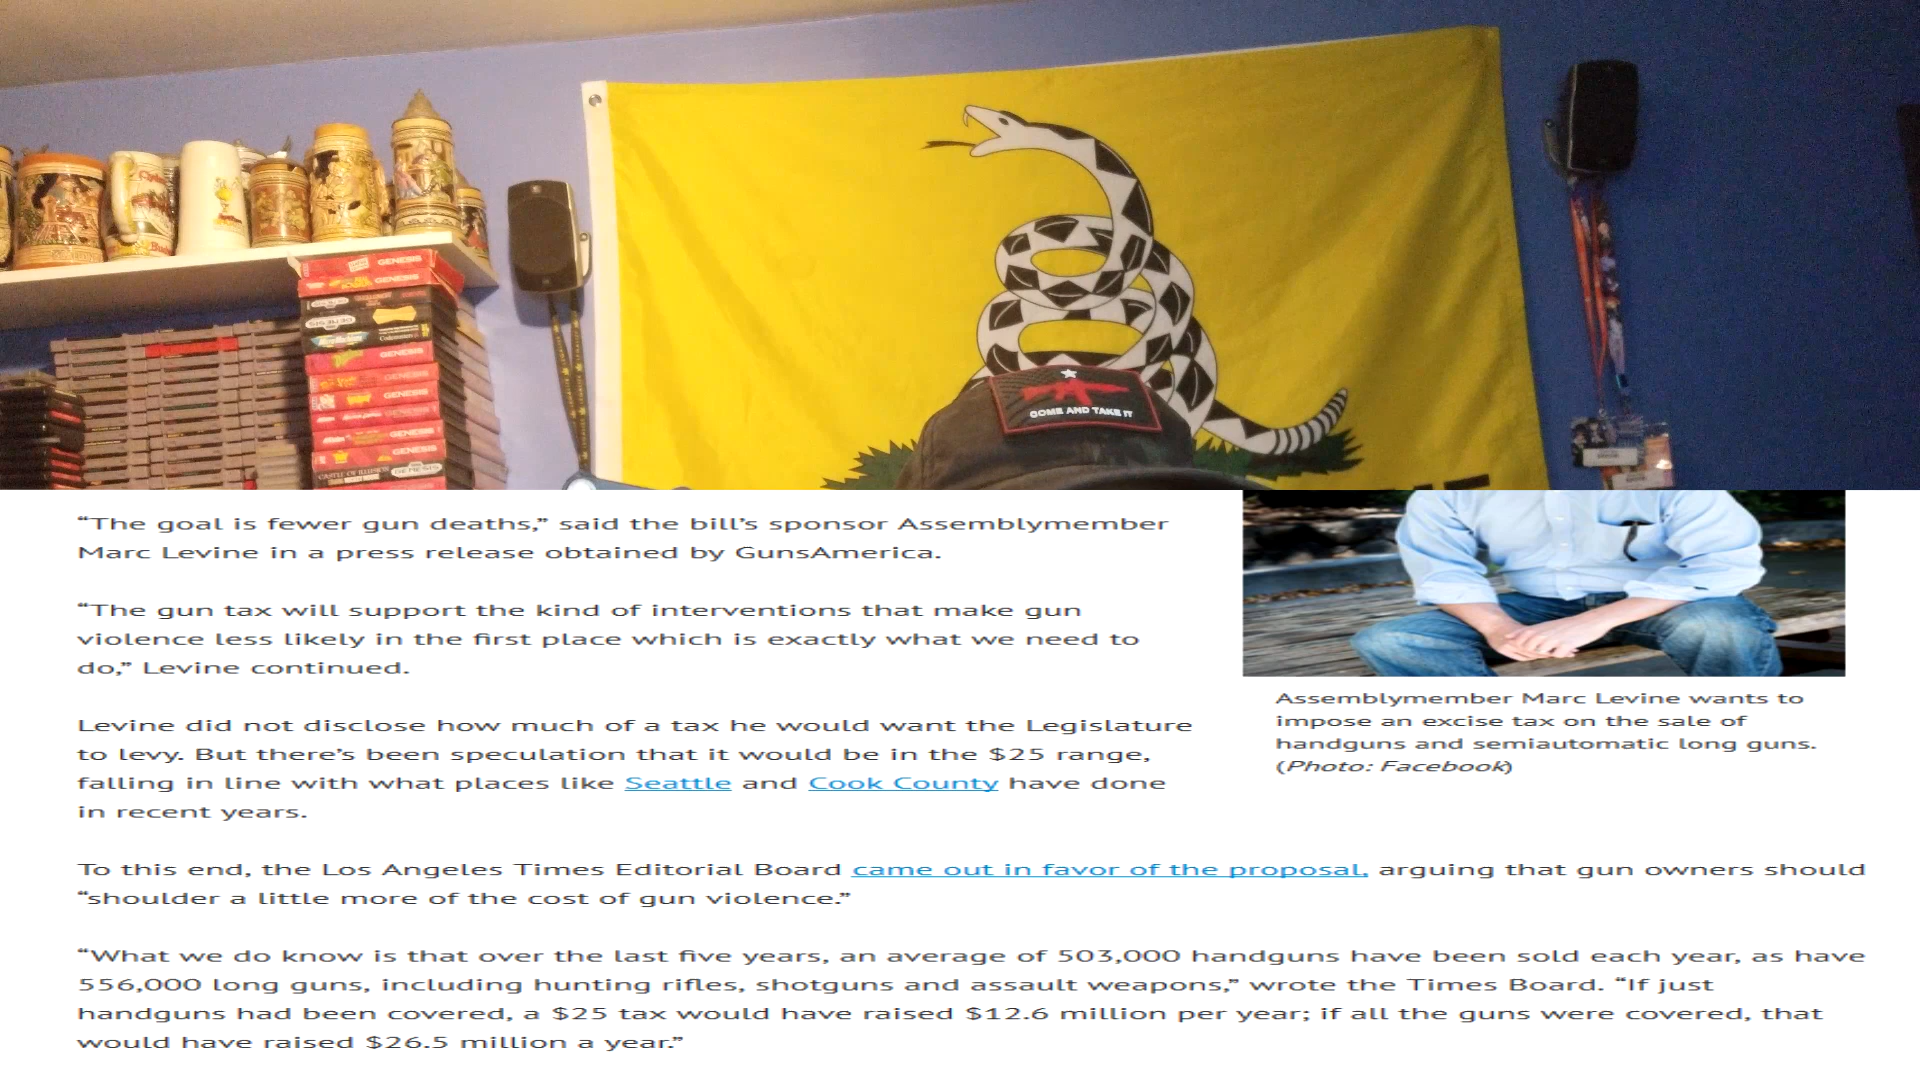 GENESIS
GENESIS
GENESIS
GENESIS
GENESIS
GENESIS
GENESIS
CASTLE OF ILLUSION
GENESIS
COME AND TAKE IT
“The goal is fewer gun deaths,” said the bill’s sponsor Assemblymember
Marc Levine in a press release obtained by GunsAmerica.
“The gun tax will support the kind of interventions that make gun
violence less likely in the first place which is exactly what we need to
do,” Levine continued.
Levine did not disclose how much of a tax he would want the Legislature
to levy. But there’s been speculation that it would be in the $25 range,
falling in line with what places like Seattle and Cook County have done
in recent years.
Assemblymember Marc Levine wants to
impose an excise tax on the sale of
handguns and semiautomatic long guns.
(Photo: Facebook)
To this end, the Los Angeles Times Editorial Board came out in favor of the proposal, arguing that gun owners should
“shoulder a little more of the cost of gun violence.”
“What we do know is that over the last five years, an average of 503,000 handguns have been sold each year, as have
556,000 long guns, including hunting rifles, shotguns and assault weapons,” wrote the Times Board. “If just
handguns had been covered, a $25 tax would have raised $12.6 million per year; if all the guns were covered, that
would have raised $26.5 million a year.”